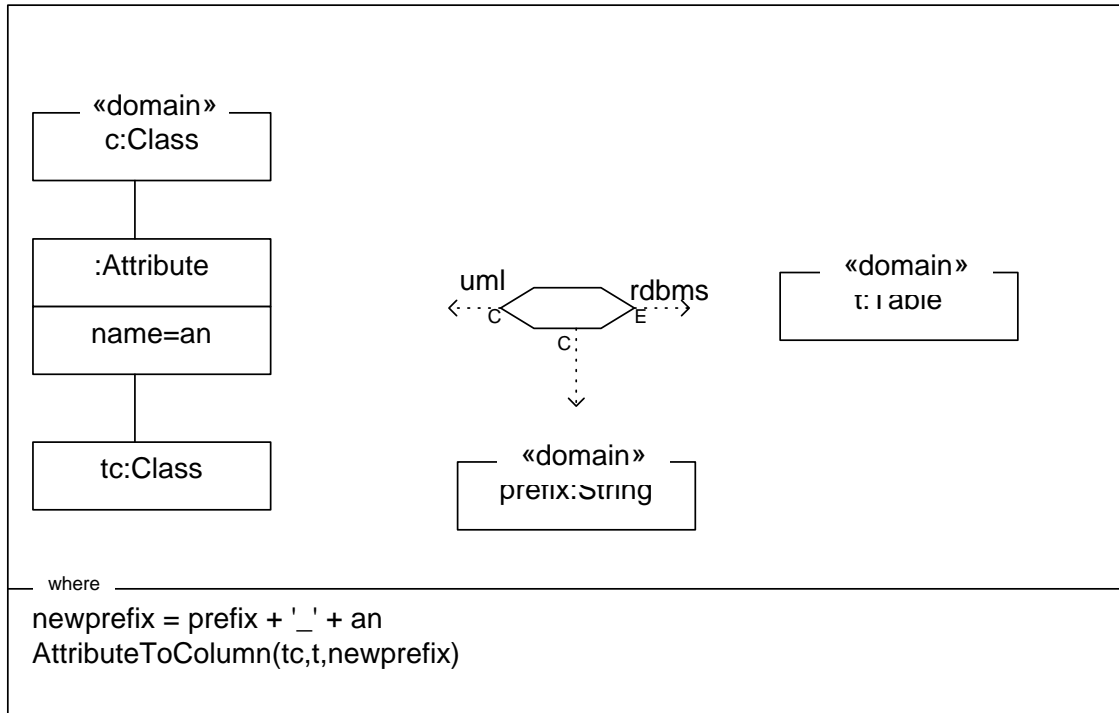 «domain»
c:Class
:Attribute
name=an
tc:Class
uml
rdbms
C
E
C
«domain»
t:Table
«domain»
prefix:String
where
newprefix = prefix + '_' + an
AttributeToColumn(tc,t,newprefix)